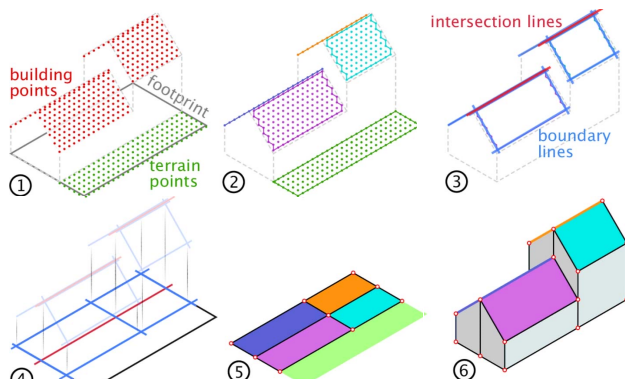 building
points
footprint
terrain
points
1
2
intersection lines
boundary
lines
3
4
5
6